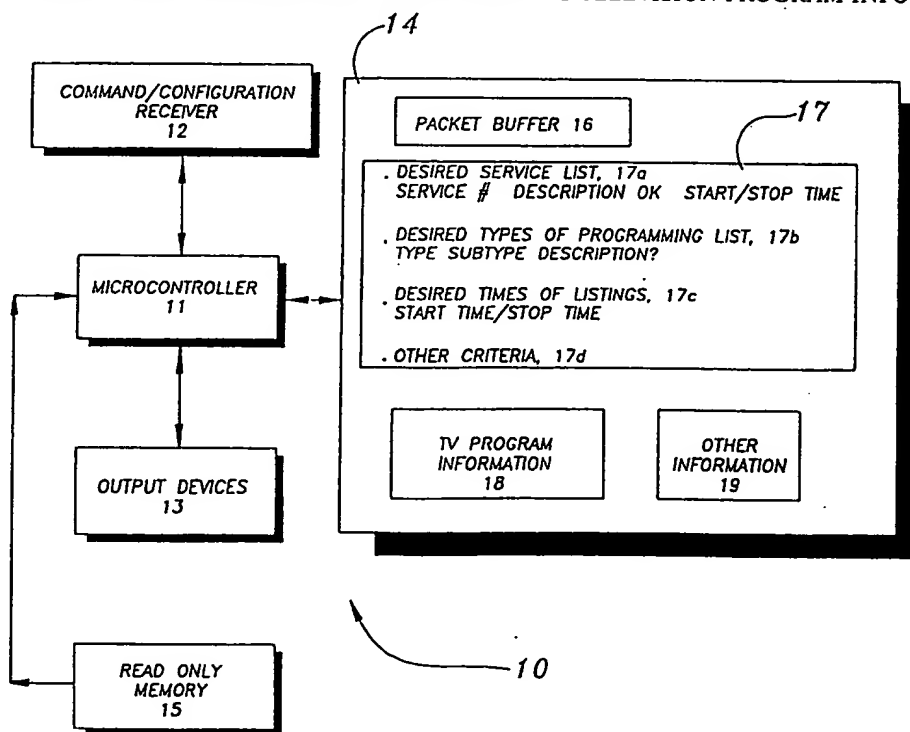 14
COMMAND/CONFIGURATION
RECEIVER
12
PACKET BUFFER 16
17
. DESIRED SERVICE LIST, 17a
SERVICE # DESCRIPTION OK START/STOP TIME
. DESIRED TYPES OF PROGRAMMING LIST, 17b
TYPE SUBTYPE DESCRIPTION?
MICROCONTROLLER
11
. DESIRED TIMES OF LISTINGS, 17c
START TIME/STOP TIME
. OTHER CRITERIA, 17d
TV PROGRAM
INFORMATION
18
OTHER
INFORMATION
19
OUTPUT DEVICES
13
10
READ ONLY
MEMORY
15